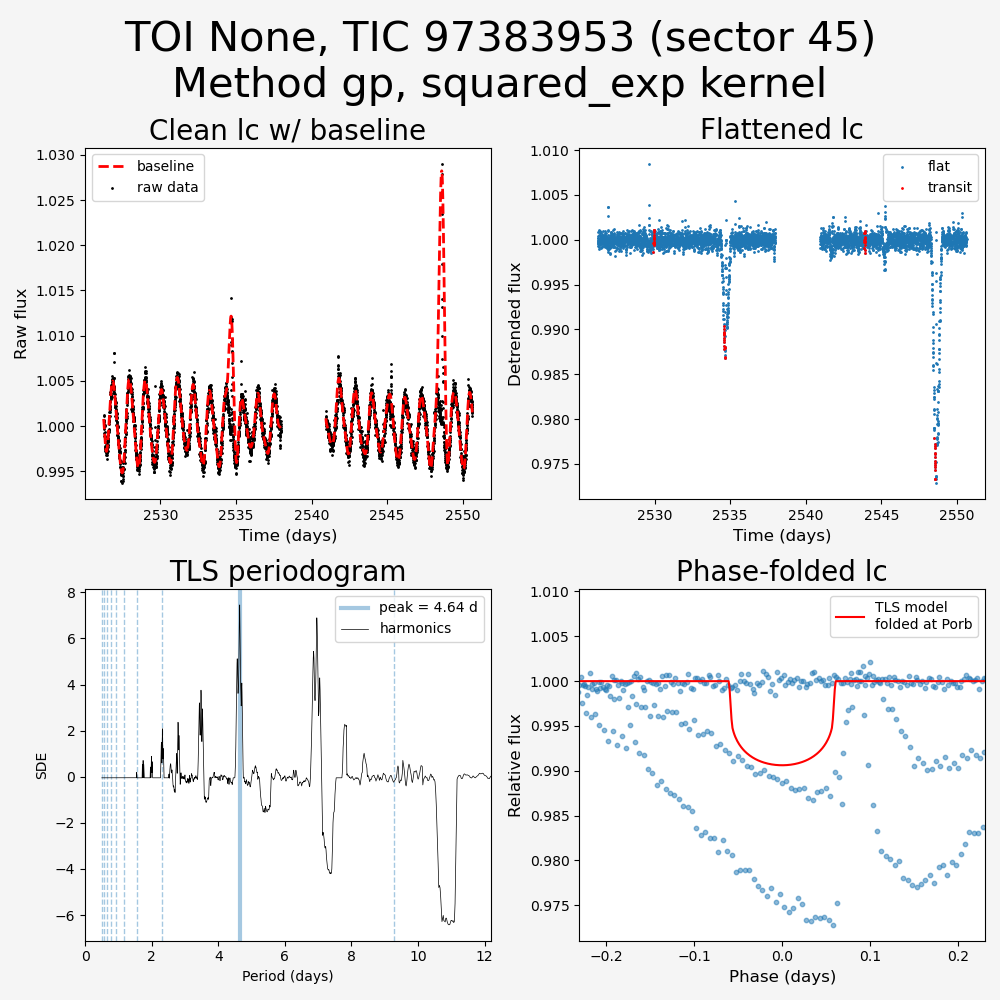 TOI None, TIC 97383953 (sector 45)
Method gp, squared_exp kernel
Clean lc w/ baseline
baseline
raw data
1.030
1.025
1.020
1.015
1.010
1.005
1.000
0.995
Raw flux
2530
2535
2540
2545
2550
Time (days)
Flattened lc
flat
transit
1.010
1.005
1.000
0.995
0.990
0.985
0.980
0.975
Detrended flux
2530
2535
2540
2545
2550
Time (days)
TLS periodogram
peak = 4.64 d
harmonics
8
6
4
2
0
−2
−4
−6
SDE
0
2
4
6
8
10
12
Period (days)
Phase-folded lc
TLS model
folded at Porb
1.010
1.005
1.000
0.995
0.990
0.985
0.980
0.975
Relative flux
−0.2
−0.1
0.0
0.1
0.2
Phase (days)